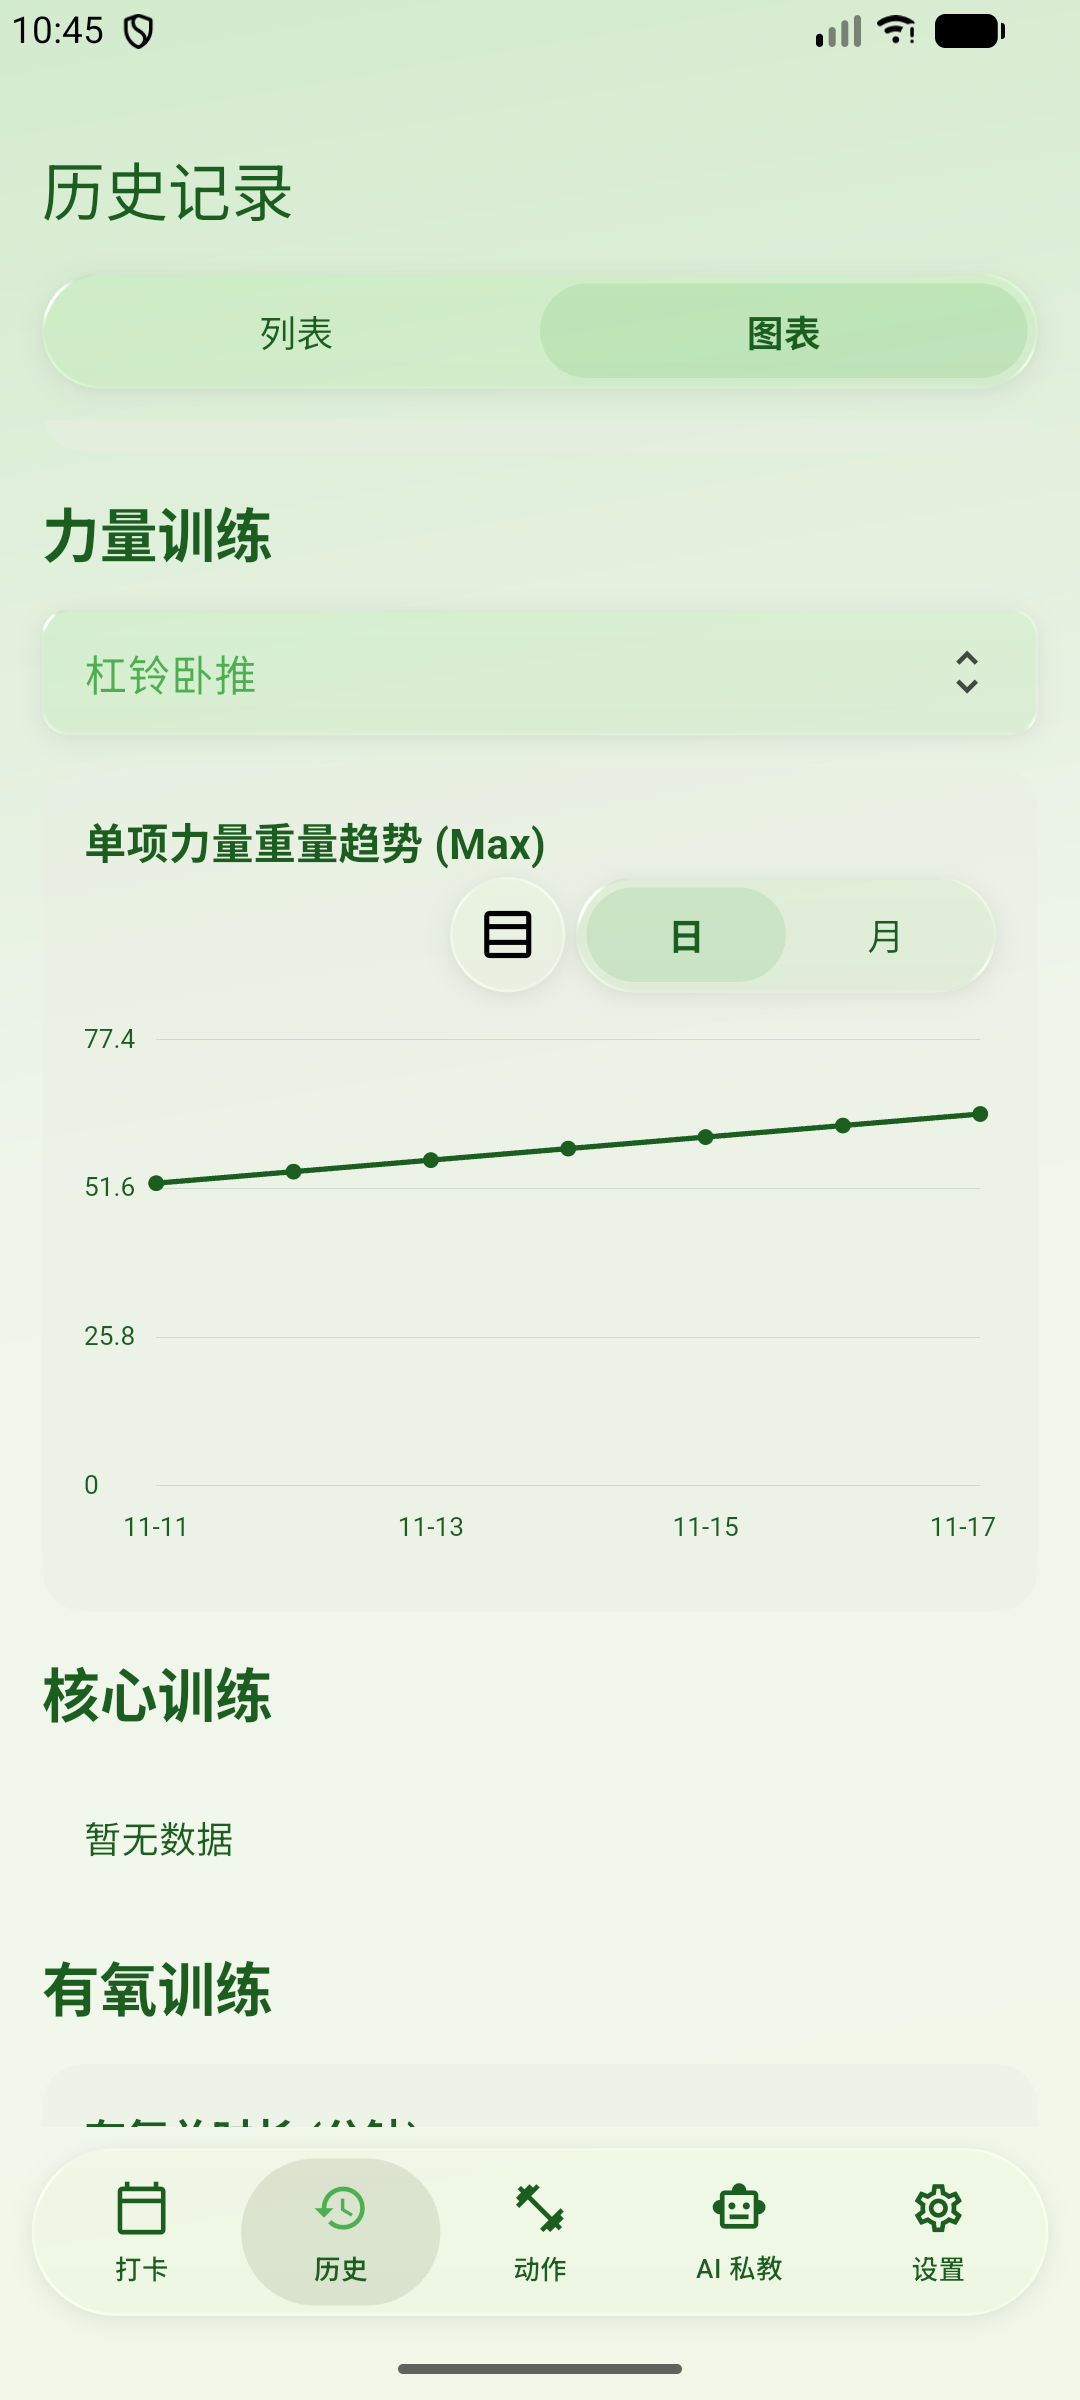 10:45
历史记录
列表 图表
力量训练
杠铃卧推
单项力量重量趋势 (Max)
日 月
77.4
51.6
25.8
0
11-11 11-13 11-15 11-17
核心训练
暂无数据
有氧训练
打卡 历史 动作 AI 私教 设置